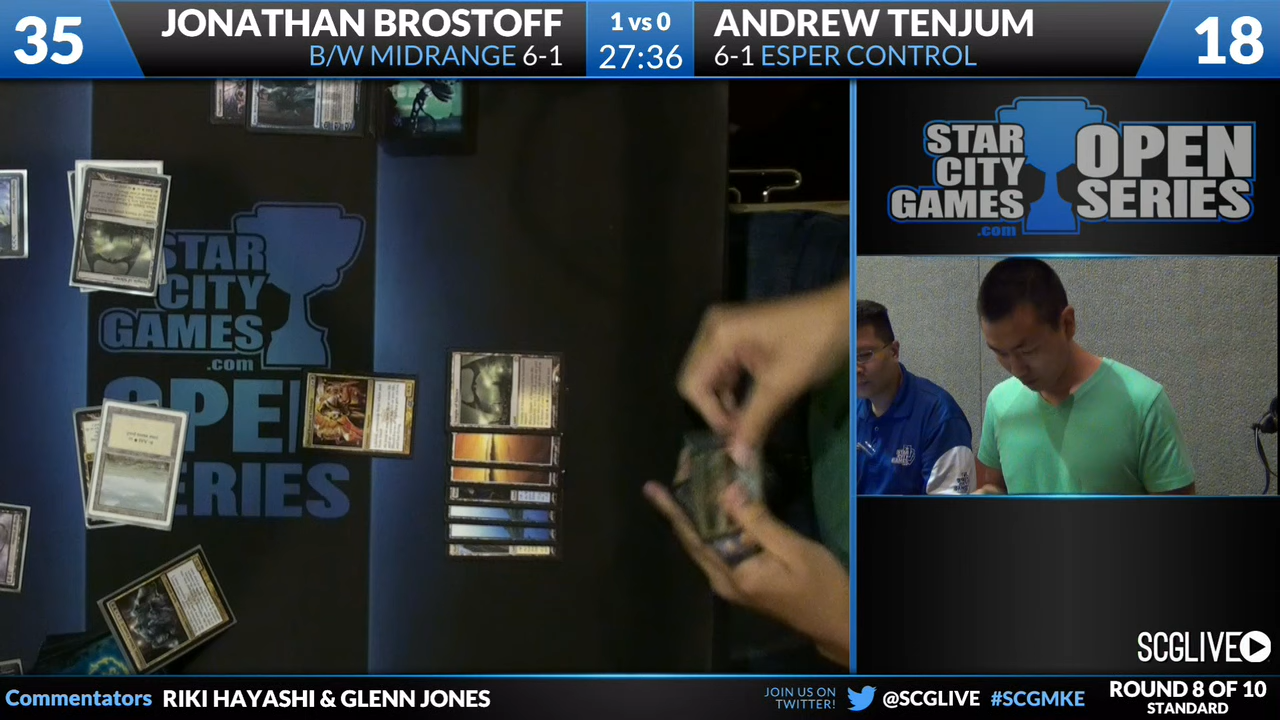 35
JONATHAN BROSTOFF
B/W MIDRANGE 6-1
1 vs 0
27:36
ANDREW TENJUM
6-1 ESPER CONTROL
18
STAR
CITY
GAMES
.com
OPEN
SERIES
STAR
CITY
GAMES
.com
OPE
ERIES
SCGLIVE
Commentators RIKI HAYASHI & GLENN JONES
JOIN US ON
TWITTER!
@SCGLIVE #SCGMKE
ROUND 8 OF 10
STANDARD